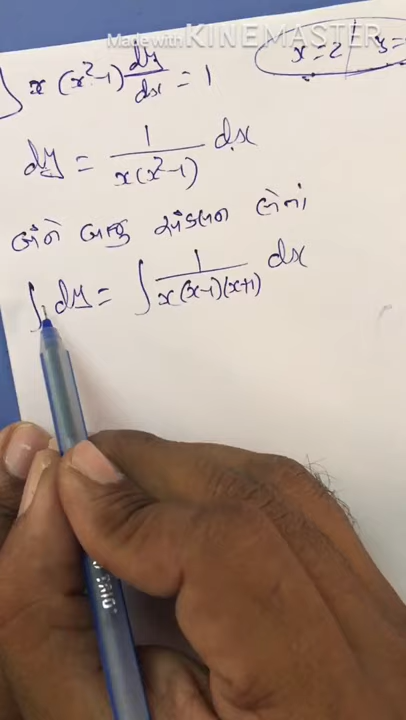 Made with KINEMASTER
x(x²-1) dy/dx = 1
x=2 y=
dy = 1/x(x²-1) dx
બંને બાજુ સંકલન લેતાં
∫ dy = ∫ 1/x(x-1)(x+1) dx